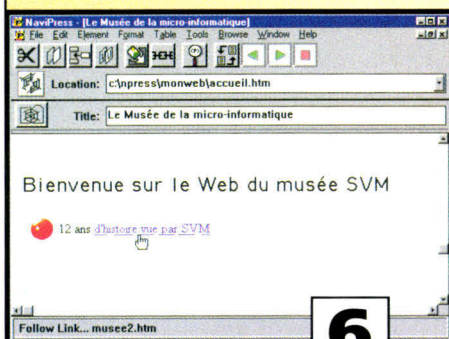 NaviPress - [Le Musée de la micro-informatique]
File Edit Element Format Table Tools Browse Window Help
Location: c:\npress\monweb\accueil.htm
Title: Le Musée de la micro-informatique
Bienvenue sur le Web du musée SVM
12 ans d'histoire vue par SVM
Follow Link... musee2.htm
6